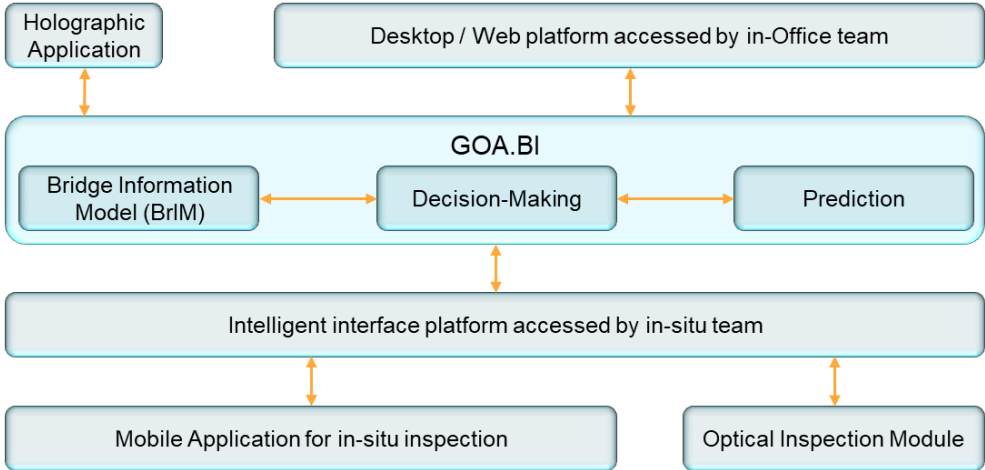 Holographic
Application
Desktop / Web platform accessed by in-Office team
GOA.BI
Bridge Information
Model (BrIM)
Decision-Making
Prediction
Intelligent interface platform accessed by in-situ team
Mobile Application for in-situ inspection
Optical Inspection Module